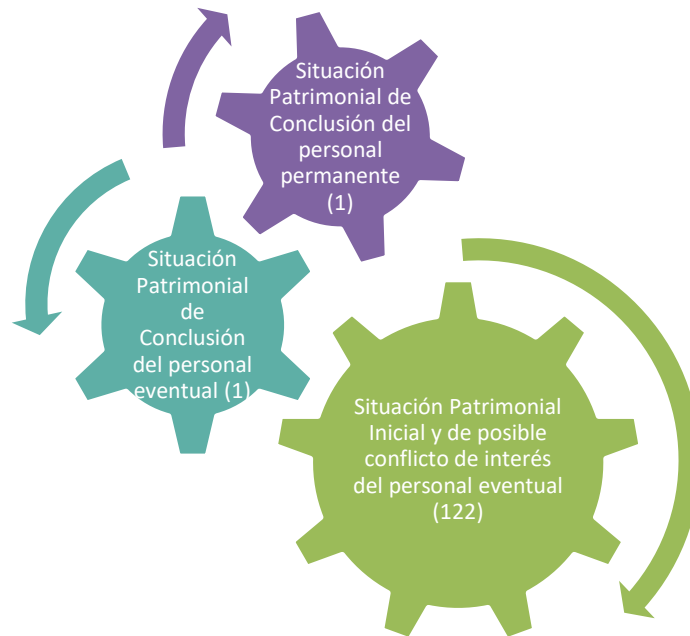 Situación
Patrimonial de
Conclusión del
personal
permanente
(1)
Situación
Patrimonial
de
Conclusión
del personal
eventual (1)
Situación Patrimonial
Inicial y de posible
conflicto de interés
del personal eventual
(122)